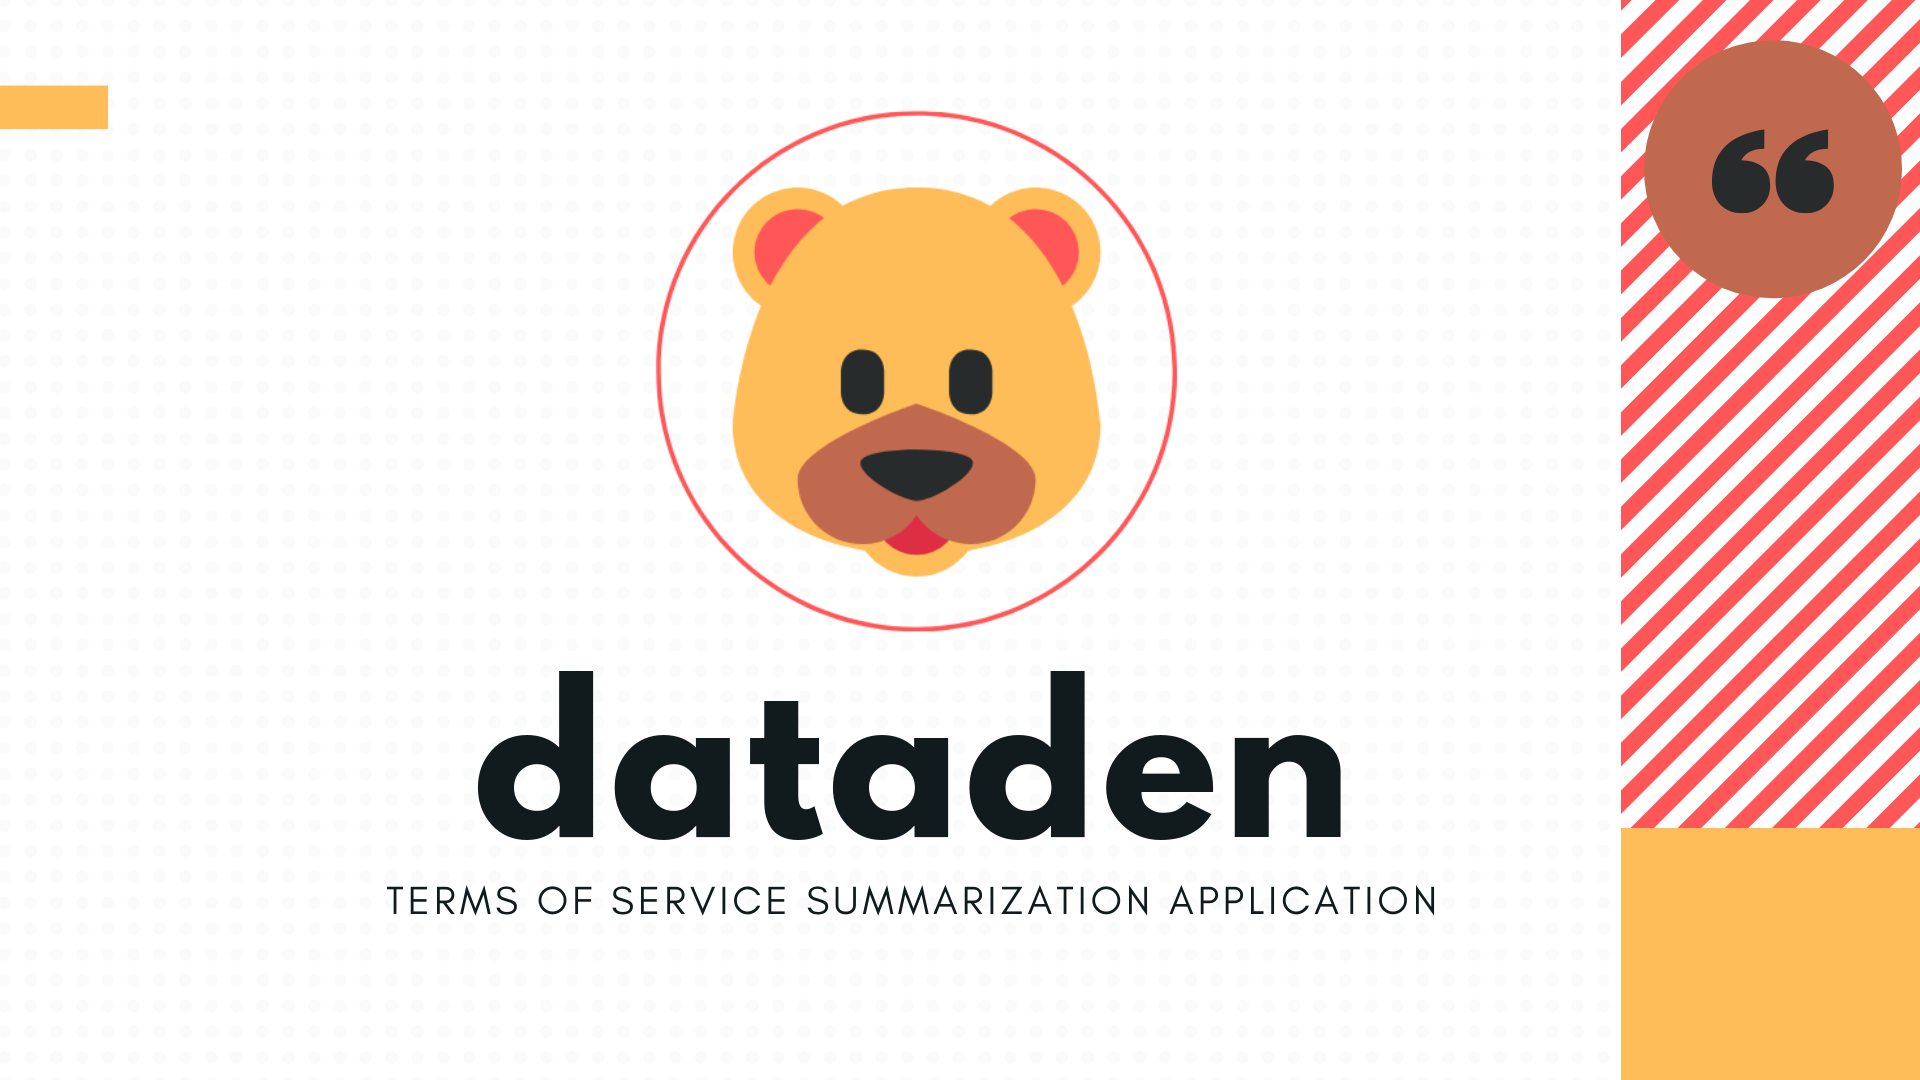 “
dataden
TERMS OF SERVICE SUMMARIZATION APPLICATION